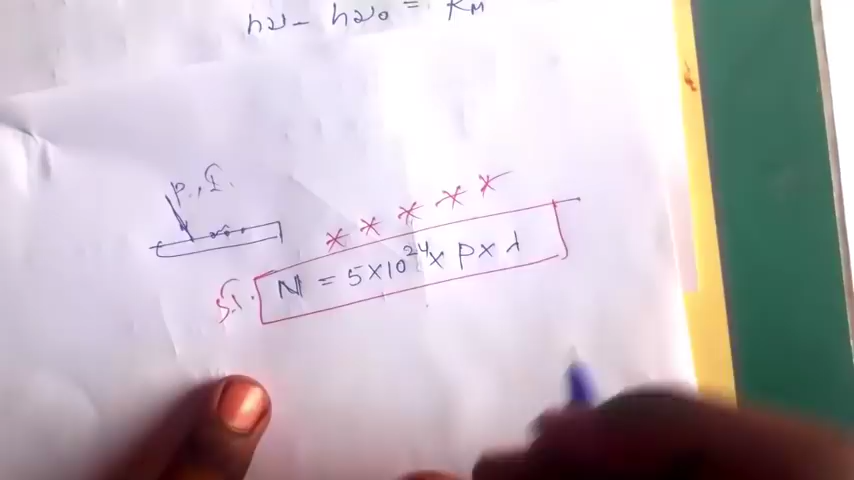 hν - hν₀ = KM
P., I.
* * * * *
S.I. N = 5×10²⁴ × P × λ